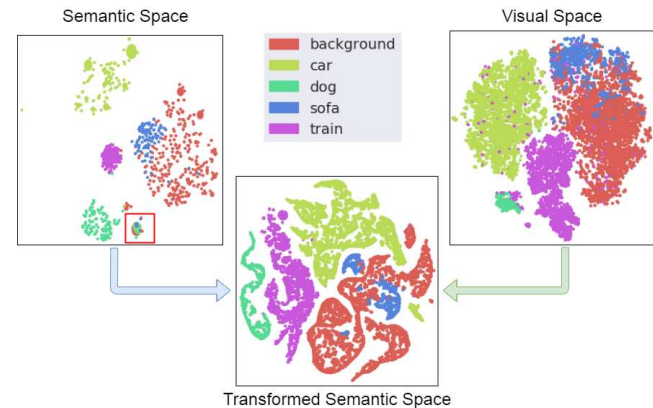 Semantic Space
Visual Space
background
car
dog
sofa
train
Transformed Semantic Space